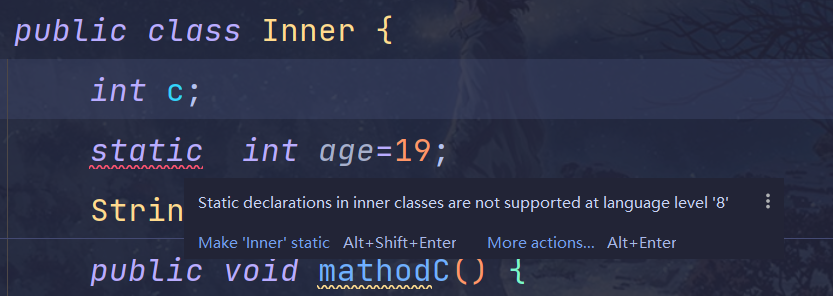 public class Inner {
int c;
static int age=19;
Strin
Static declarations in inner classes are not supported at language level '8'
Make 'Inner' static Alt+Shift+Enter More actions... Alt+Enter
public void mathodC() {